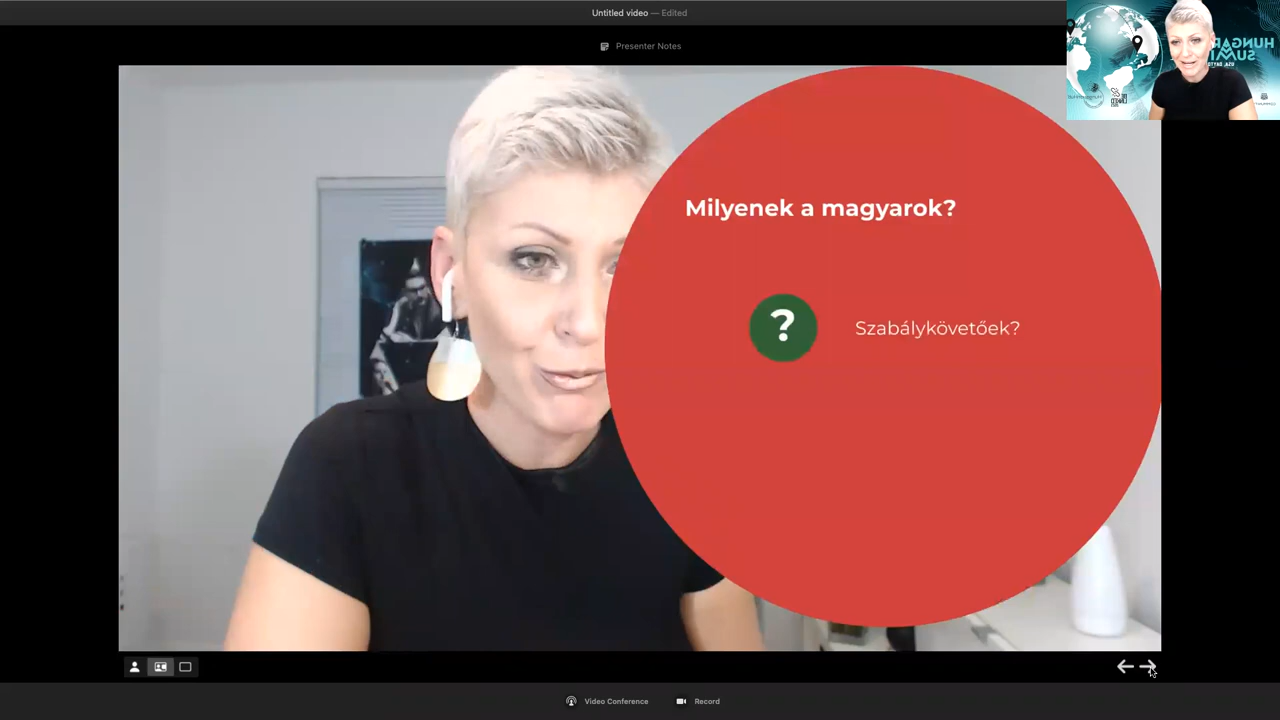 Untitled video — Edited
Presenter Notes
Milyenek a magyarok?
?
Szabálykövetőek?
Video Conference
Record